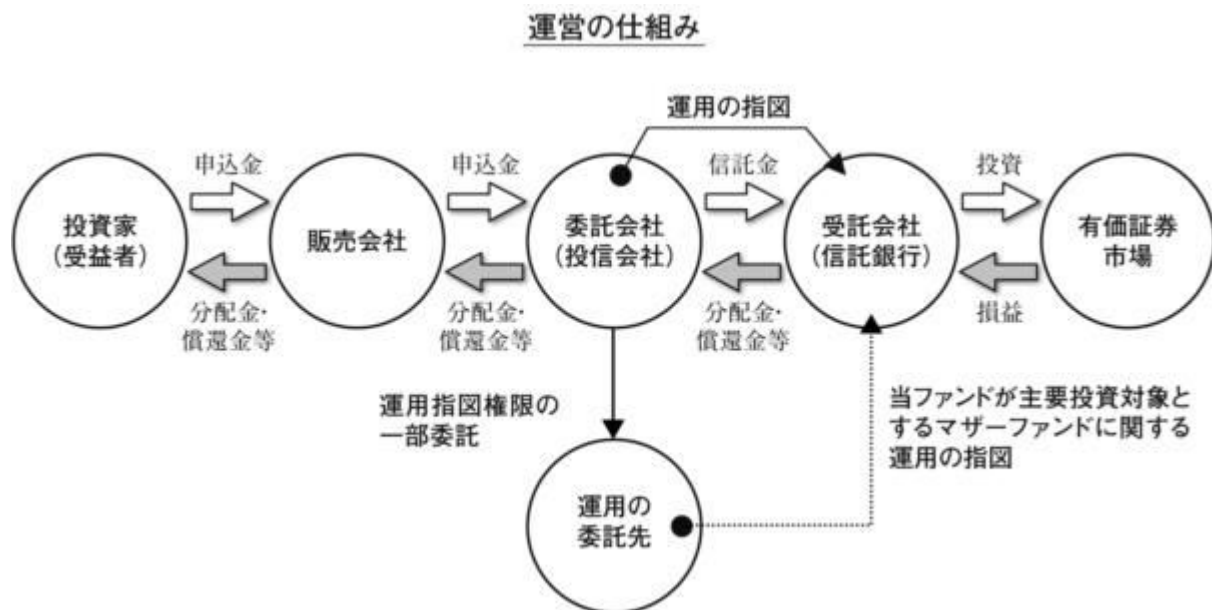 運営の仕組み
運用の指図
申込金
申込金
信託金
投資
投資家
(受益者)
販売会社
委託会社
(投信会社)
受託会社
(信託銀行)
有価証券
市場
分配金・
償還金等
分配金・
償還金等
分配金・
償還金等
損益
運用指図権限の
一部委託
当ファンドが主要投資対象と
するマザーファンドに関する
運用の指図
運用の
委託先